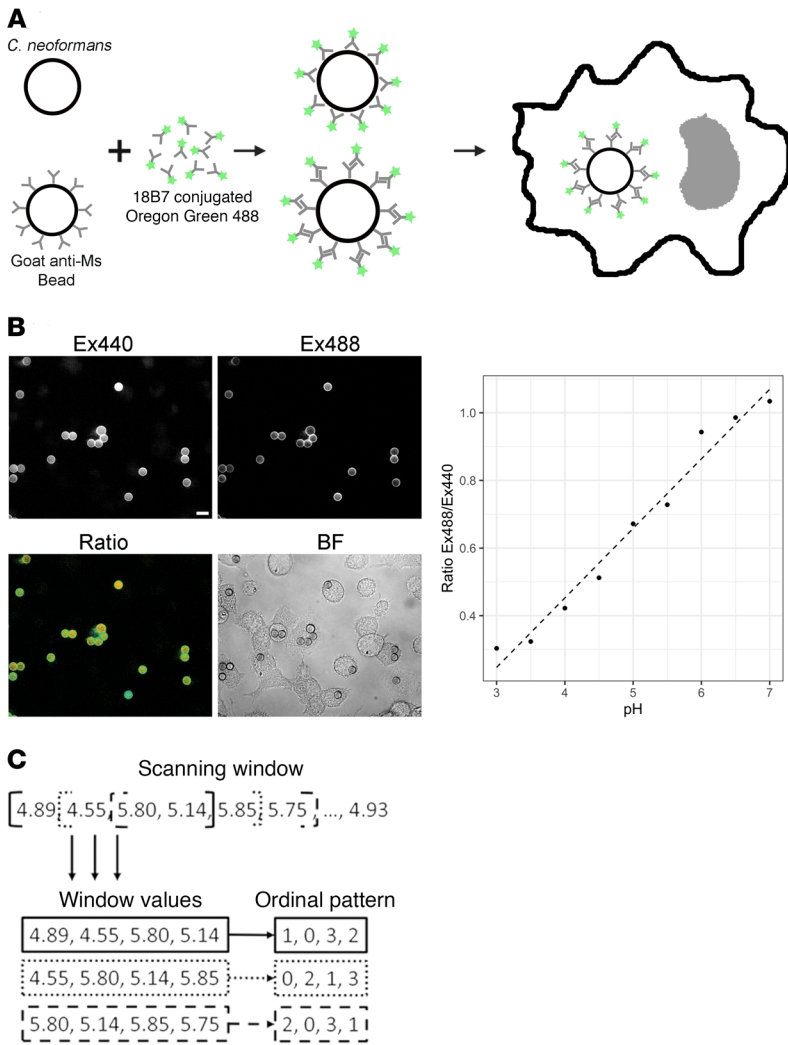 A
C. neoformans
+
18B7 conjugated
Oregon Green 488
Goat anti-Ms
Bead
B
Ex440
Ex488
Ratio
BF
Ratio Ex488/Ex440
1.0
0.8
0.6
0.4
3 4 5 6 7
pH
C
Scanning window
[4.89, 4.55, 5.80, 5.14] 5.85, 5.75, ..., 4.93
Window values Ordinal pattern
4.89, 4.55, 5.80, 5.14 1, 0, 3, 2
4.55, 5.80, 5.14, 5.85 0, 2, 1, 3
5.80, 5.14, 5.85, 5.75 2, 0, 3, 1